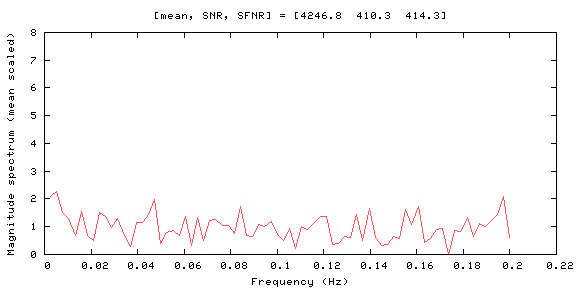 [mean, SNR, SFNR] = [4246.8 410.3 414.3]
Magnitude spectrum (mean scaled)
8
7
6
5
4
3
2
1
0
0 0.02 0.04 0.06 0.08 0.1 0.12 0.14 0.16 0.18 0.2 0.22
Frequency (Hz)